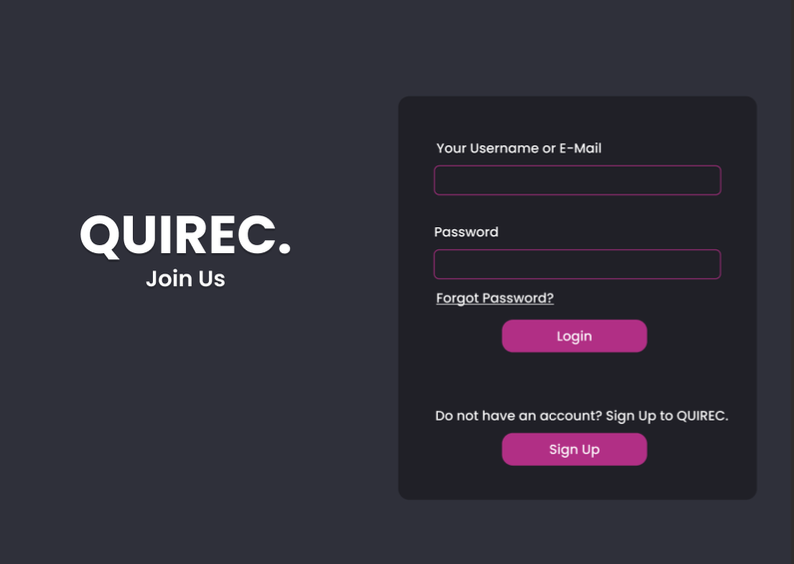 QUIREC.
Join Us
Your Username or E-Mail
Password
Forgot Password?
Login
Do not have an account? Sign Up to QUIREC.
Sign Up